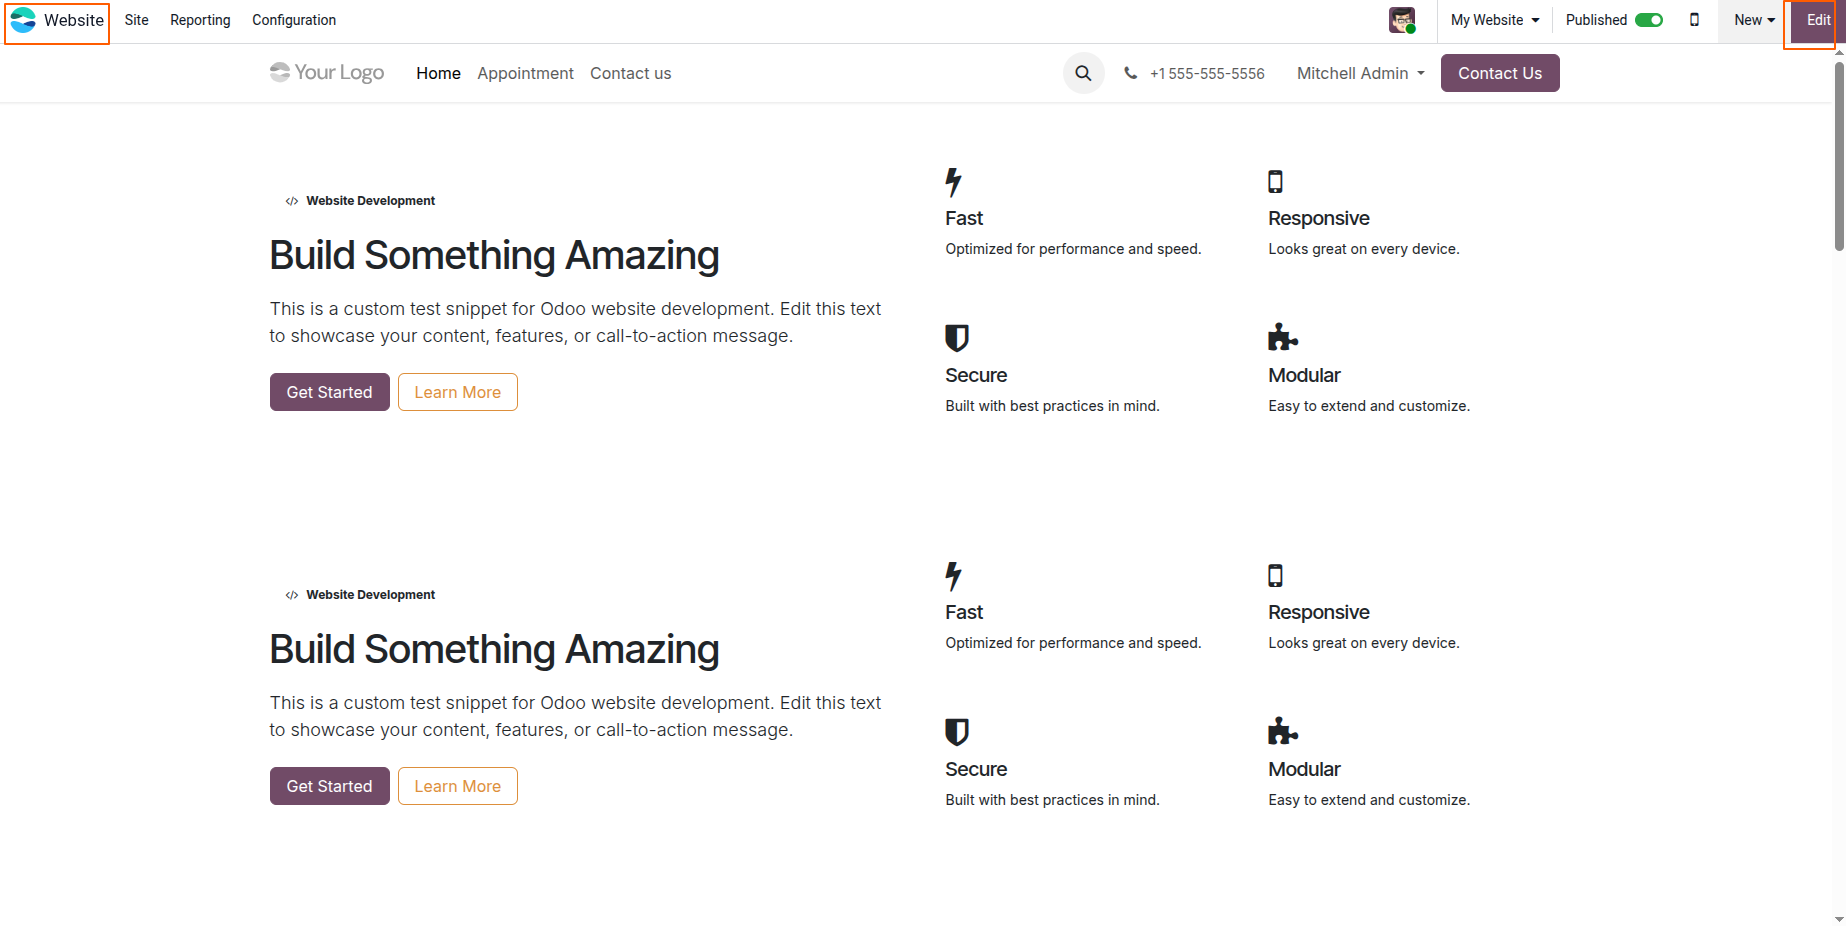 Website Site Reporting Configuration My Website Published New Edit
Your Logo Home Appointment Contact us +1 555-555-5556 Mitchell Admin Contact Us
</> Website Development
Build Something Amazing
This is a custom test snippet for Odoo website development. Edit this text
to showcase your content, features, or call-to-action message.
Get Started Learn More
Fast
Optimized for performance and speed.
Responsive
Looks great on every device.
Secure
Built with best practices in mind.
Modular
Easy to extend and customize.
</> Website Development
Build Something Amazing
This is a custom test snippet for Odoo website development. Edit this text
to showcase your content, features, or call-to-action message.
Get Started Learn More
Fast
Optimized for performance and speed.
Responsive
Looks great on every device.
Secure
Built with best practices in mind.
Modular
Easy to extend and customize.